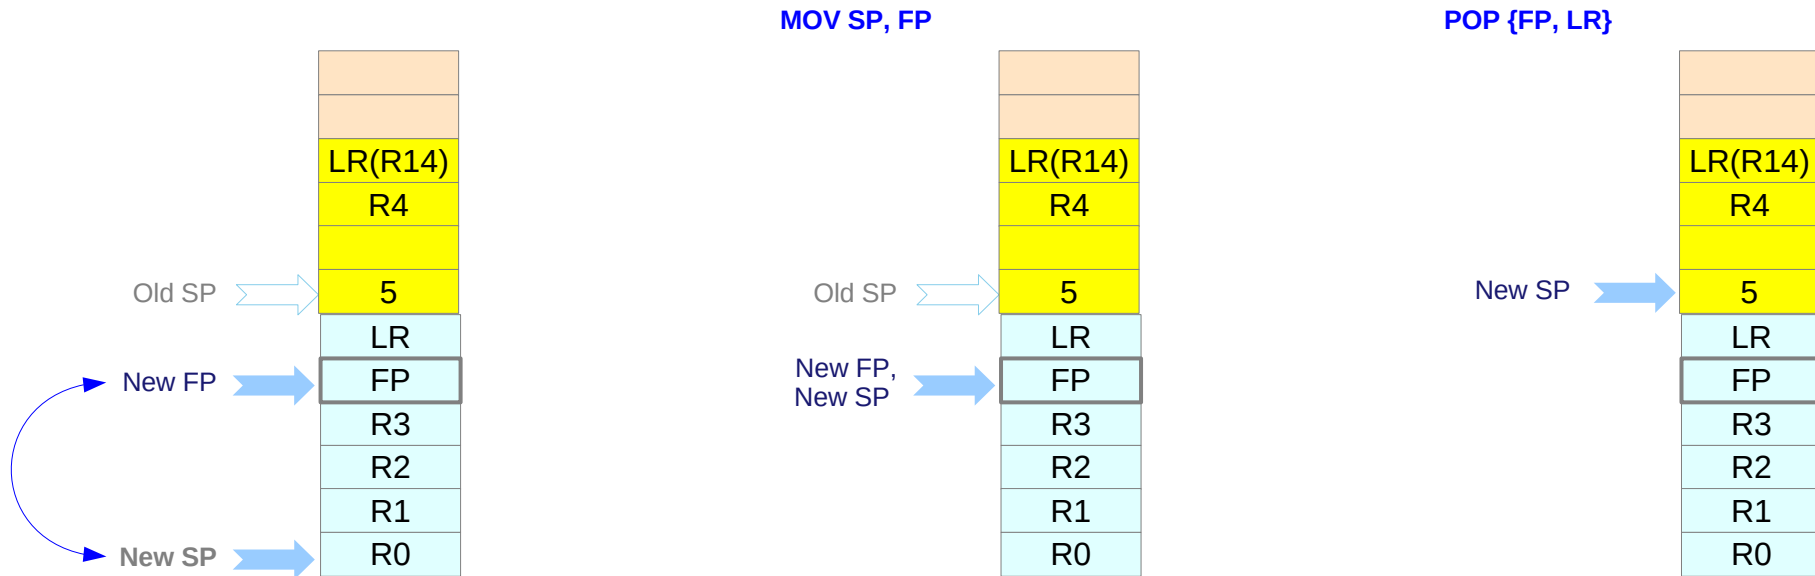 MOV SP, FP
POP {FP, LR}
LR(R14)
R4
Old SP
5
LR
New FP
FP
R3
R2
R1
New SP
R0
LR(R14)
R4
Old SP
5
LR
New FP,
New SP
FP
R3
R2
R1
R0
LR(R14)
R4
New SP
5
LR
FP
R3
R2
R1
R0